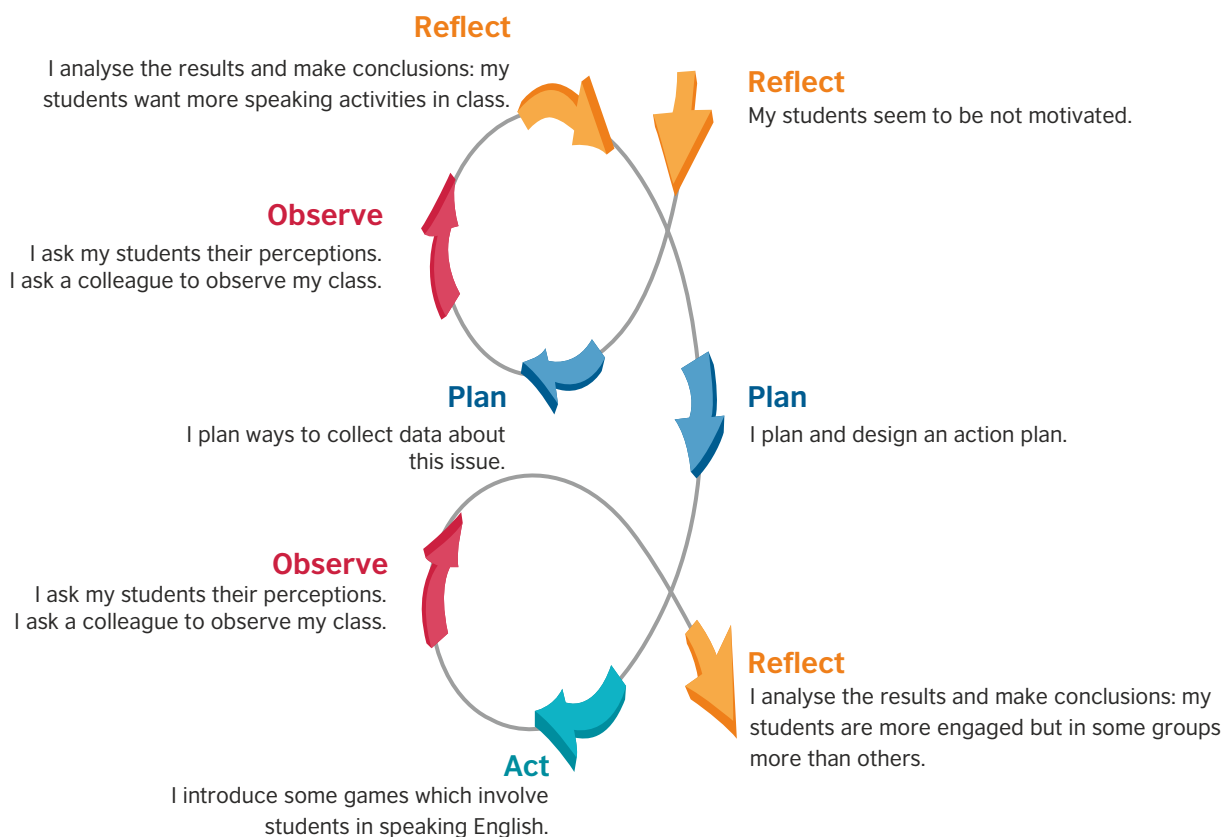 Reflect
I analyse the results and make conclusions: my
students want more speaking activities in class.
Reflect
My students seem to be not motivated.
Observe
I ask my students their perceptions.
I ask a colleague to observe my class.
Plan
I plan ways to collect data about
this issue.
Plan
I plan and design an action plan.
Observe
I ask my students their perceptions.
I ask a colleague to observe my class.
Reflect
I analyse the results and make conclusions: my
students are more engaged but in some groups
more than others.
Act
I introduce some games which involve
students in speaking English.